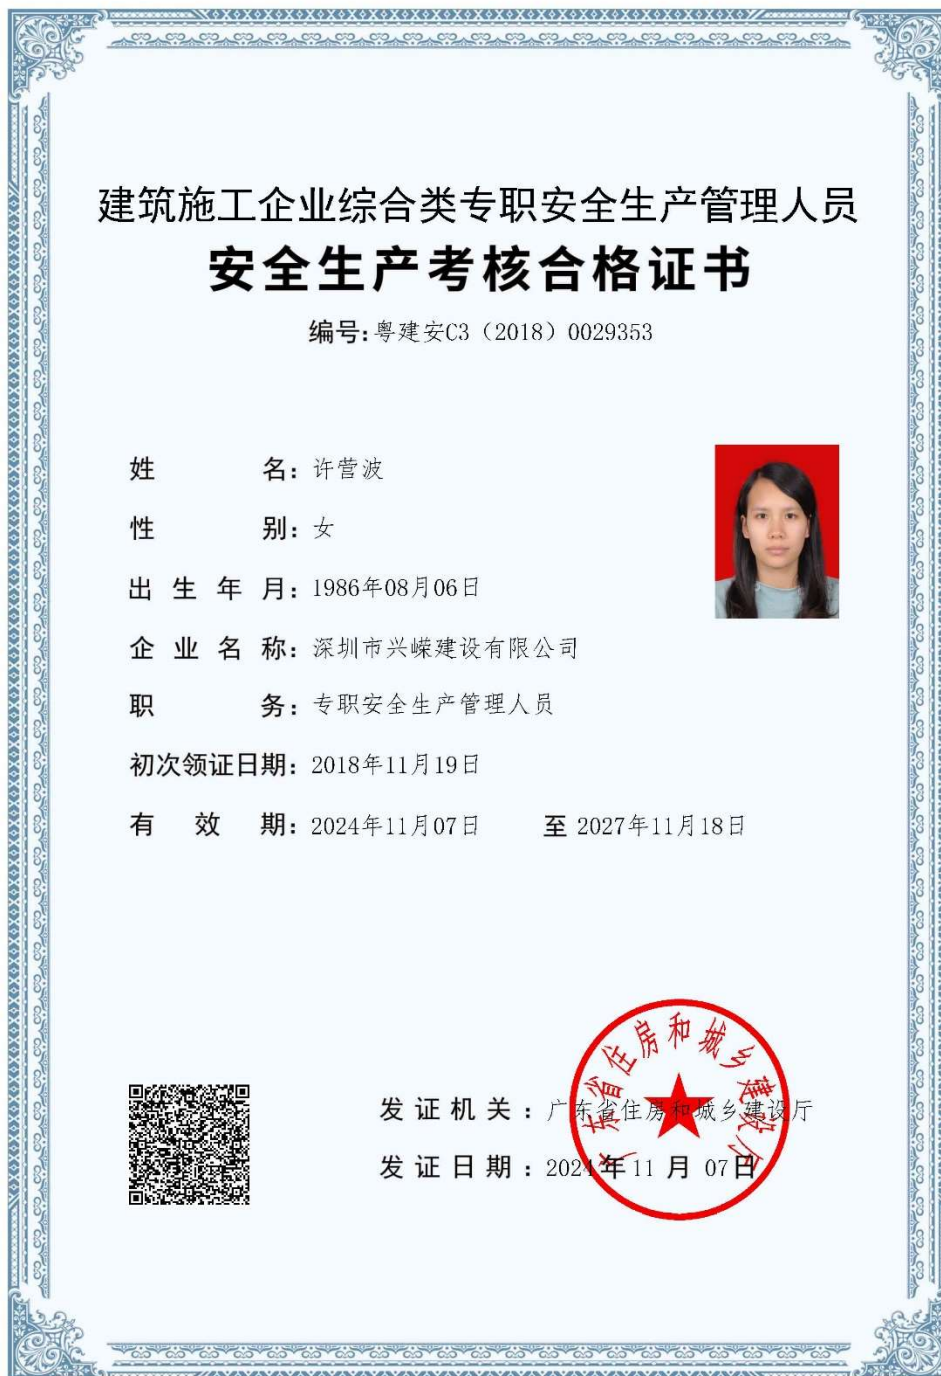 建筑施工企业综合类专职安全生产管理人员
安全生产考核合格证书
编号:粤建安C3（2018）0029353
姓 名：许营波
性 别：女
出 生 年 月：1986年08月06日
企 业 名 称：深圳市兴嵘建设有限公司
职 务：专职安全生产管理人员
初次领证日期：2018年11月19日
有 效 期：2024年11月07日 至 2027年11月18日
广东省住房和城乡建设厅
发 证 机 关 ：广东省住房和城乡建设厅
发 证 日 期 ：2024 年 11 月 07日